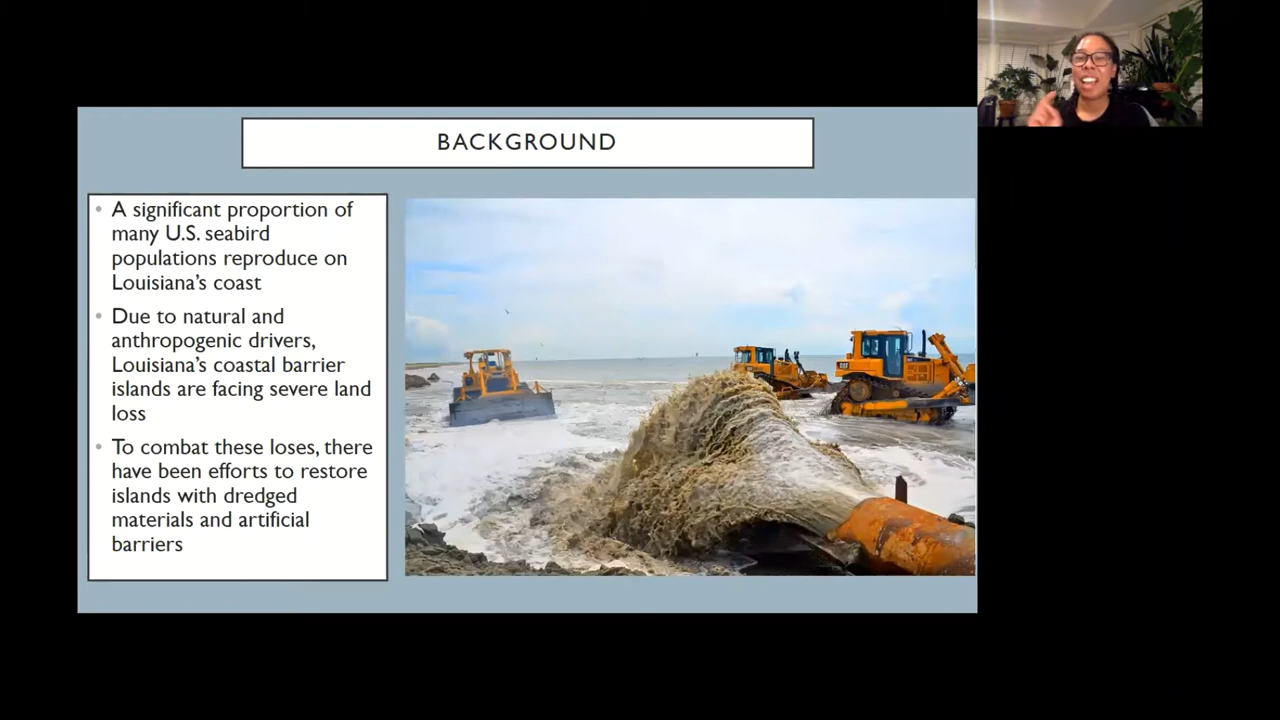 BACKGROUND
A significant proportion of
many U.S. seabird
populations reproduce on
Louisiana's coast
Due to natural and
anthropogenic drivers,
Louisiana's coastal barrier
islands are facing severe land
loss
To combat these loses, there
have been efforts to restore
islands with dredged
materials and artificial
barriers